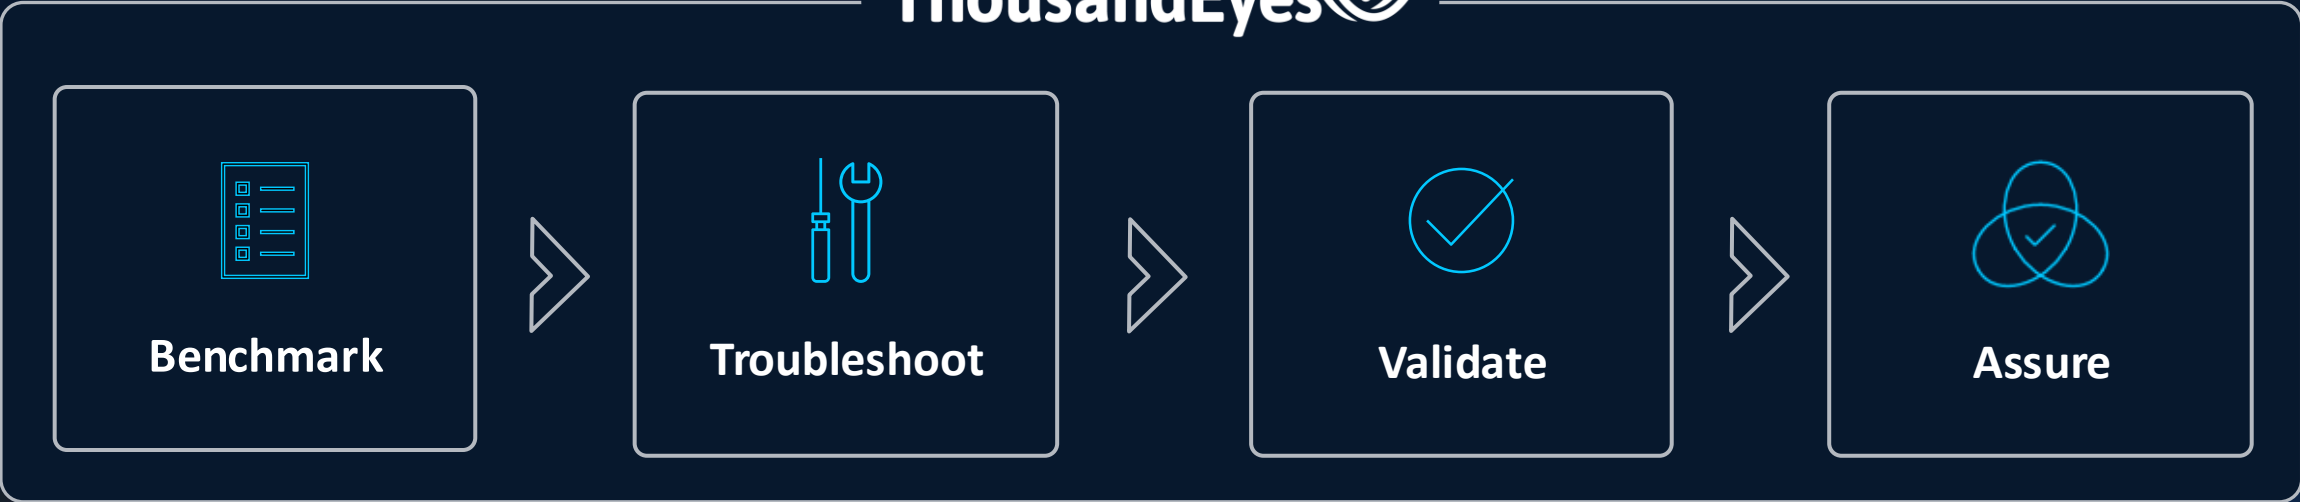 ThousandEyes
Benchmark
Troubleshoot
Validate
Assure